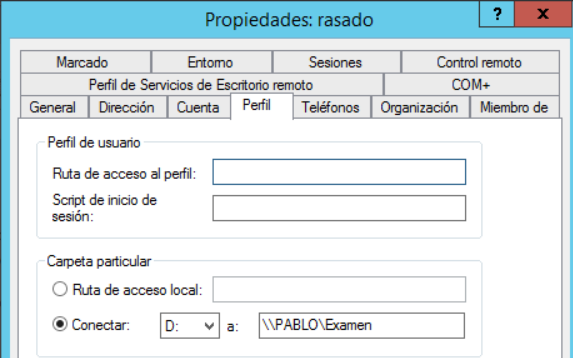 Propiedades: rasado
?
x
Marcado Entorno Sesiones Control remoto
Perfil de Servicios de Escritorio remoto COM+
General Dirección Cuenta Perfil Teléfonos Organización Miembro de
Perfil de usuario
Ruta de acceso al perfil:
Script de inicio de
sesión:
Carpeta particular
Ruta de acceso local:
Conectar: D: a: \\PABLO\Examen